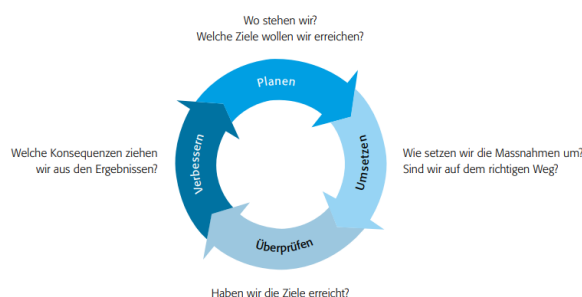 Wo stehen wir?
Welche Ziele wollen wir erreichen?
Planen
Welche Konsequenzen ziehen
wir aus den Ergebnissen?
Verbessern
Umsetzen
Wie setzen wir die Massnahmen um?
Sind wir auf dem richtigen Weg?
Überprüfen
Haben wir die Ziele erreicht?